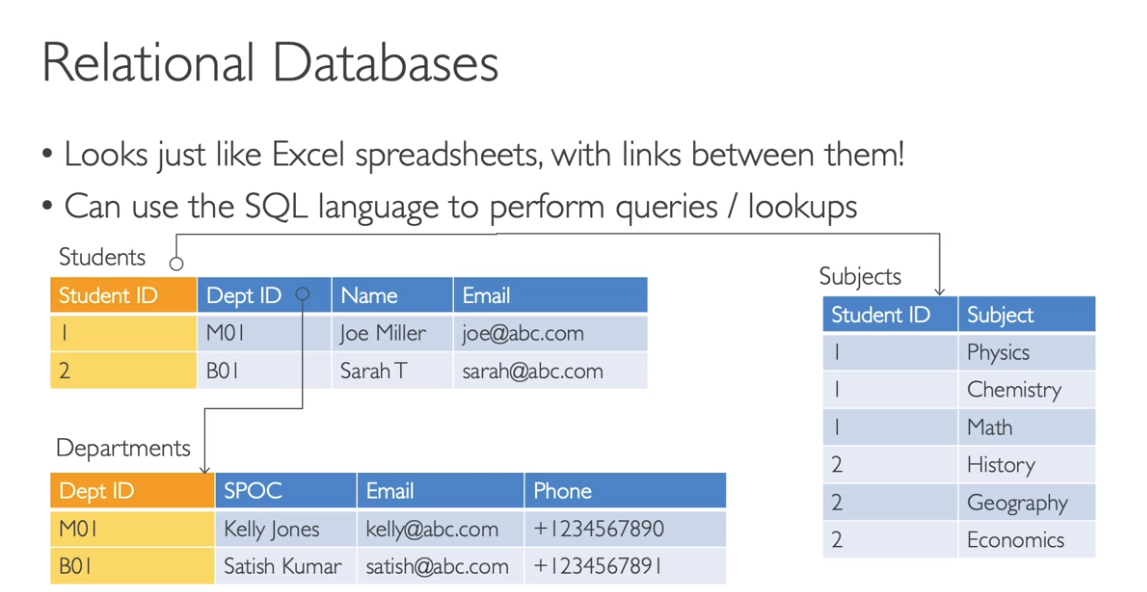 Relational Databases
• Looks just like Excel spreadsheets, with links between them!
• Can use the SQL language to perform queries / lookups
Students
Student ID Dept ID Name Email
1 M01 Joe Miller joe@abc.com
2 B01 Sarah T sarah@abc.com
Subjects
Student ID Subject
1 Physics
1 Chemistry
1 Math
2 History
2 Geography
2 Economics
Departments
Dept ID SPOC Email Phone
M01 Kelly Jones kelly@abc.com +1234567890
B01 Satish Kumar satish@abc.com +1234567891